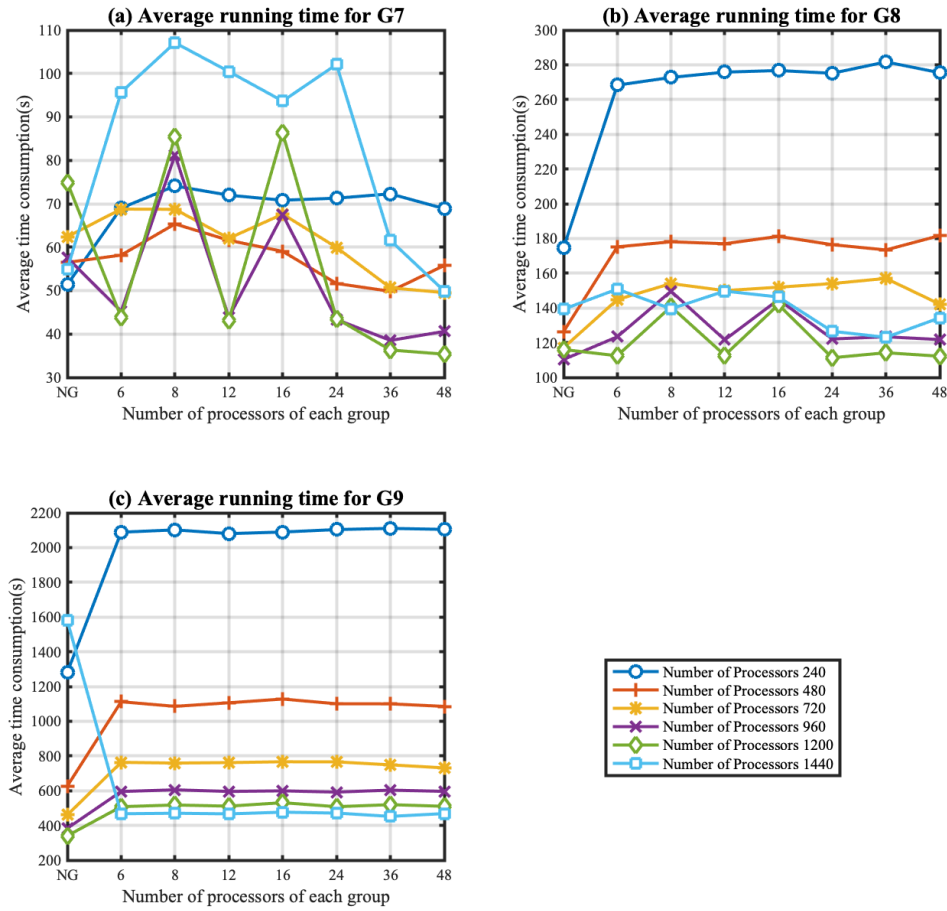 (a) Average running time for G7
110
100
90
80
70
60
50
40
30
Average time consumption(s)
NG 6 8 12 16 24 36 48
Number of processors of each group
(b) Average running time for G8
300
280
260
240
220
200
180
160
140
120
100
Average time consumption(s)
NG 6 8 12 16 24 36 48
Number of processors of each group
(c) Average running time for G9
2200
2000
1800
1600
1400
1200
1000
800
600
400
200
Average time consumption(s)
NG 6 8 12 16 24 36 48
Number of processors of each group
Number of Processors 240
Number of Processors 480
Number of Processors 720
Number of Processors 960
Number of Processors 1200
Number of Processors 1440